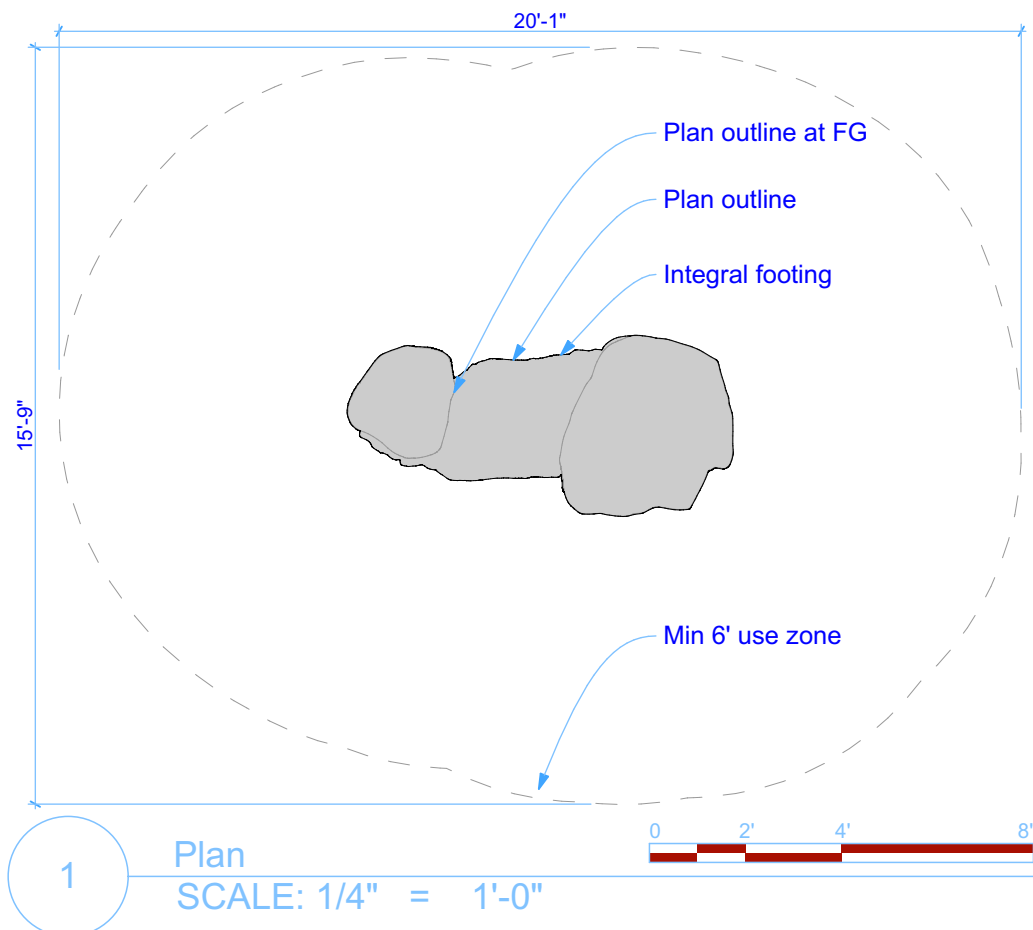 20'-1"
Plan outline at FG
Plan outline
Integral footing
15'-9"
Min 6' use zone
0 2' 4' 8'
1
Plan
SCALE: 1/4" = 1'-0"